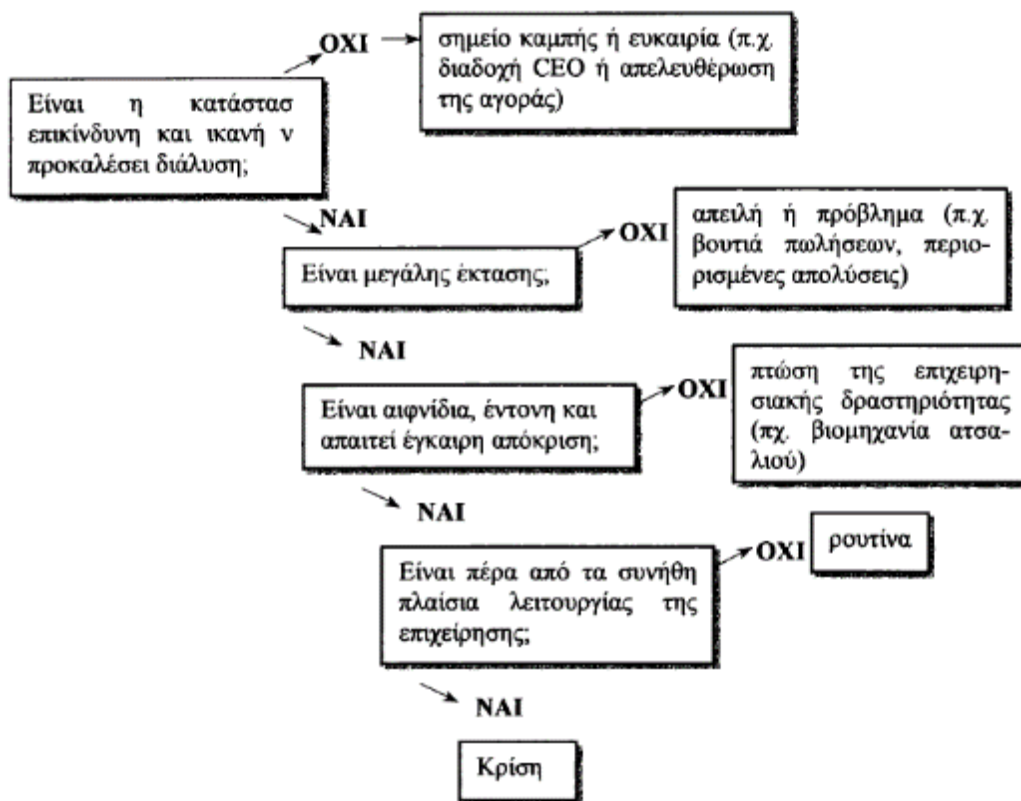 ΟΧΙ
σημείο καμπής ή ευκαιρία (π.χ.
διαδοχή CEO ή απελευθέρωση
της αγοράς)
Είναι η κατάστασ
επικίνδυνη και ικανή ν
προκαλέσει διάλυση;
ΝΑΙ
ΟΧΙ
απειλή ή πρόβλημα (π.χ.
βουτιά πωλήσεων, περιο-
ρισμένες απολύσεις)
Είναι μεγάλης έκτασης;
ΝΑΙ
ΟΧΙ
πτώση της επιχειρη-
σιακής δραστηριότητας
(πχ. βιομηχανία ατσα-
λιού)
Είναι αιφνίδια, έντονη και
απαιτεί έγκαιρη απόκριση;
ΝΑΙ
ΟΧΙ
ρουτίνα
Είναι πέρα από τα συνήθη
πλαίσια λειτουργίας της
επιχείρησης;
ΝΑΙ
Κρίση